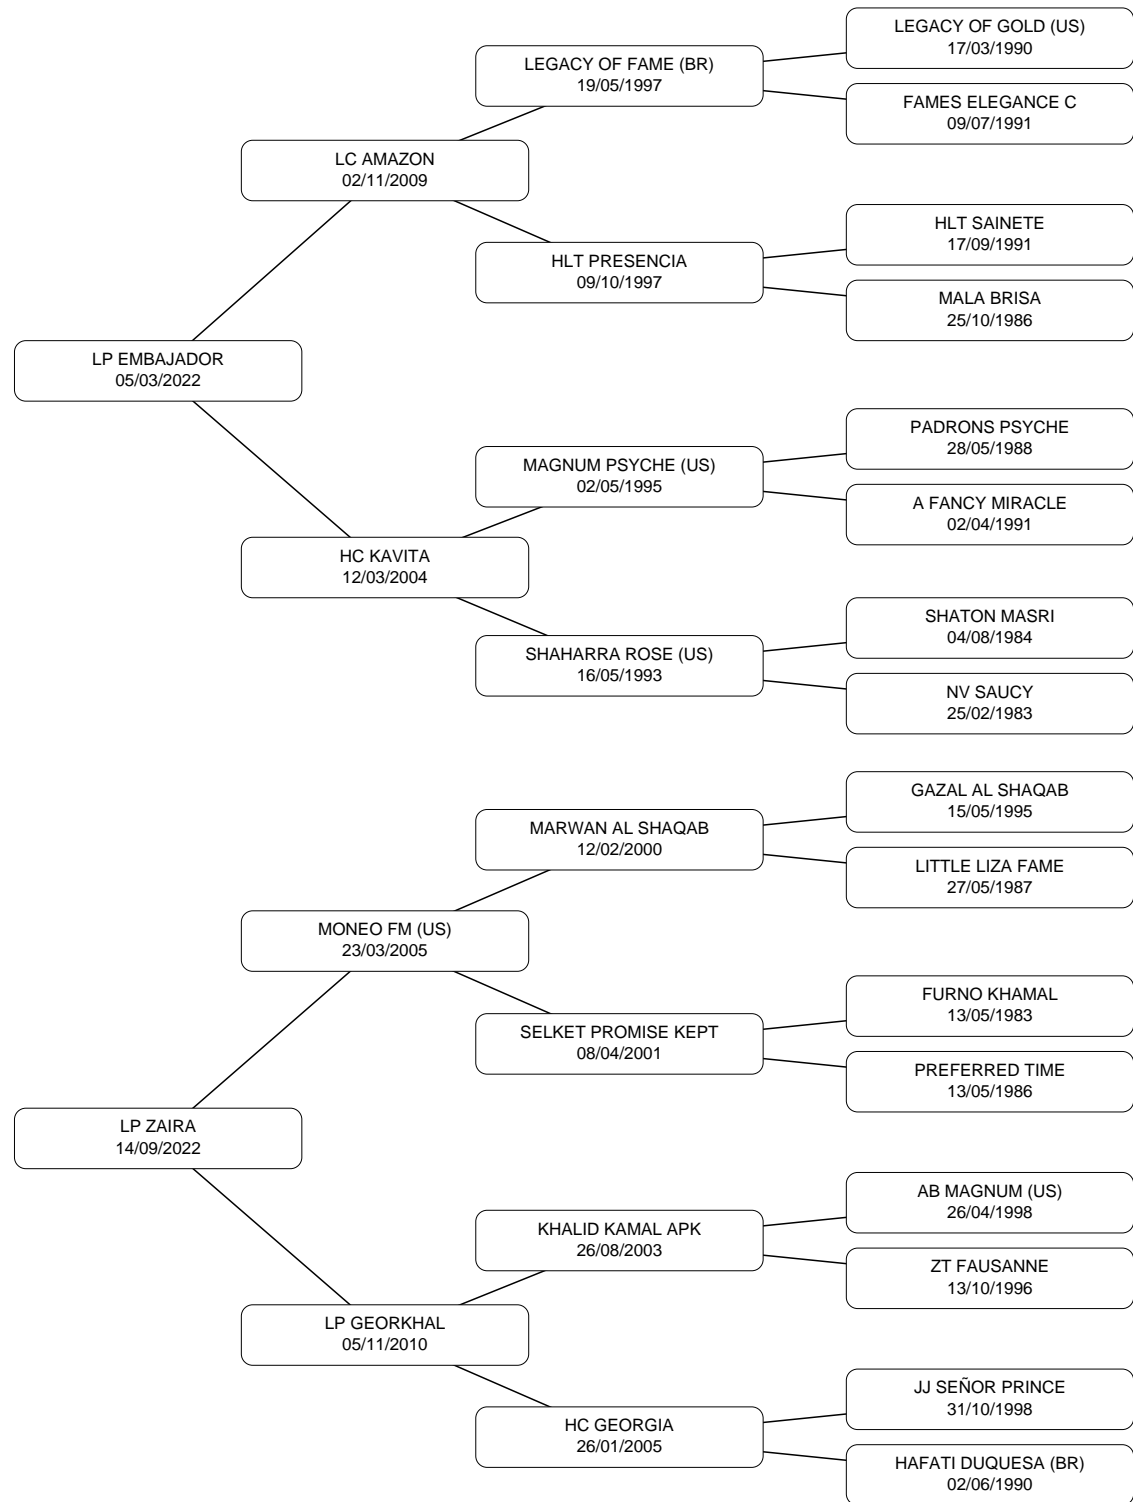 LEGACY OF GOLD (US)
17/03/1990
LEGACY OF FAME (BR)
19/05/1997
FAMES ELEGANCE C
09/07/1991
LC AMAZON
02/11/2009
HLT SAINETE
17/09/1991
HLT PRESENCIA
09/10/1997
MALA BRISA
25/10/1986
LP EMBAJADOR
05/03/2022
PADRONS PSYCHE
28/05/1988
MAGNUM PSYCHE (US)
02/05/1995
A FANCY MIRACLE
02/04/1991
HC KAVITA
12/03/2004
SHATON MASRI
04/08/1984
SHAHARRA ROSE (US)
16/05/1993
NV SAUCY
25/02/1983
GAZAL AL SHAQAB
15/05/1995
MARWAN AL SHAQAB
12/02/2000
LITTLE LIZA FAME
27/05/1987
MONEO FM (US)
23/03/2005
FURNO KHAMAL
13/05/1983
SELKET PROMISE KEPT
08/04/2001
PREFERRED TIME
13/05/1986
LP ZAIRA
14/09/2022
AB MAGNUM (US)
26/04/1998
KHALID KAMAL APK
26/08/2003
ZT FAUSANNE
13/10/1996
LP GEORKHAL
05/11/2010
JJ SEÑOR PRINCE
31/10/1998
HC GEORGIA
26/01/2005
HAFATI DUQUESA (BR)
02/06/1990